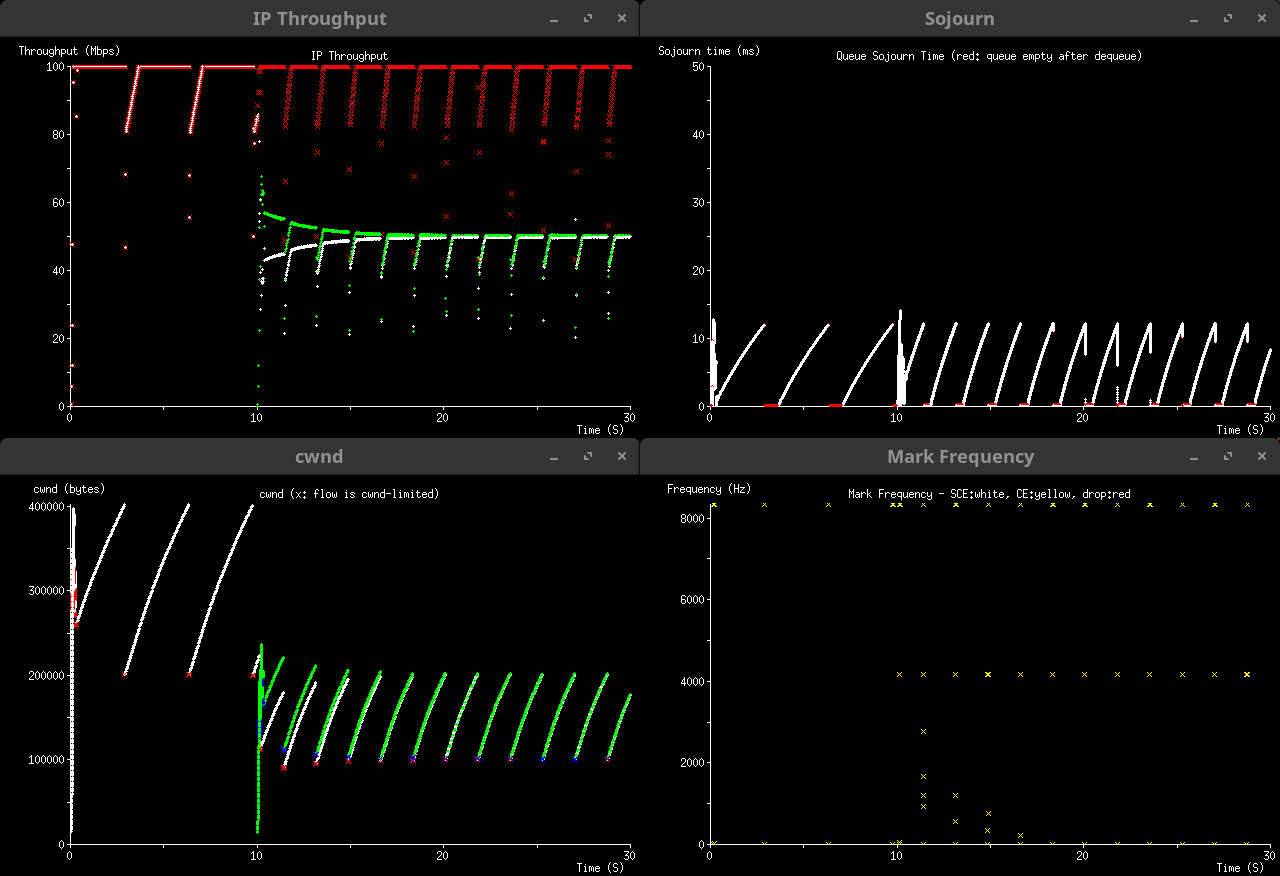 IP Throughput
Throughput (Mbps)
IP Throughput
100
80
60
40
20
0
0
10
20
30
Time (S)
Sojourn
Sojourn time (ms)
Queue Sojourn Time (red: queue empty after dequeue)
50
40
30
20
10
0
0
10
20
30
Time (S)
cwnd
cwnd (bytes)
cwnd (x: flow is cwnd-limited)
400000
300000
200000
100000
0
0
10
20
30
Time (S)
Mark Frequency
Frequency (Hz)
Mark Frequency - SCE:white, CE:yellow, drop:red
8000
6000
4000
2000
0
0
10
20
30
Time (S)